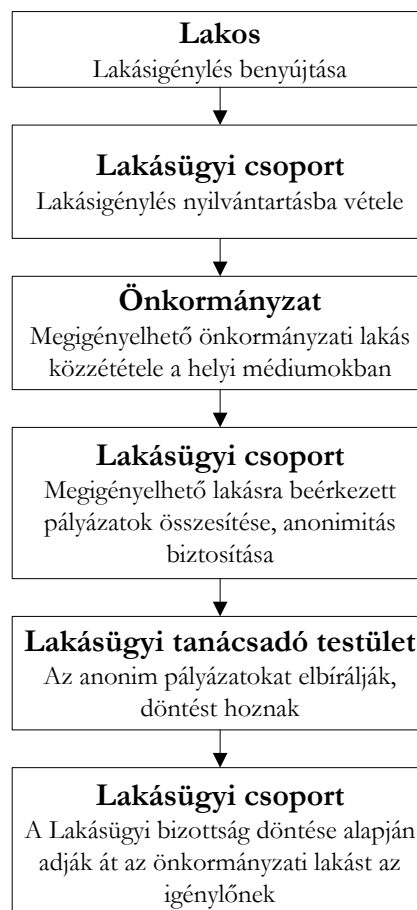 Lakos
Lakásigénylés benyújtása
Lakásügyi csoport
Lakásigénylés nyilvántartásba vétele
Önkormányzat
Megigényelhető önkormányzati lakás
közzététele a helyi médiumokban
Lakásügyi csoport
Megigényelhető lakásra beérkezett
pályázatok összesítése, anonimitás
biztosítása
Lakásügyi tanácsadó testület
Az anonim pályázatokat elbírálják,
döntést hoznak
Lakásügyi csoport
A Lakásügyi bizottság döntése alapján
adják át az önkormányzati lakást az
igénylőnek